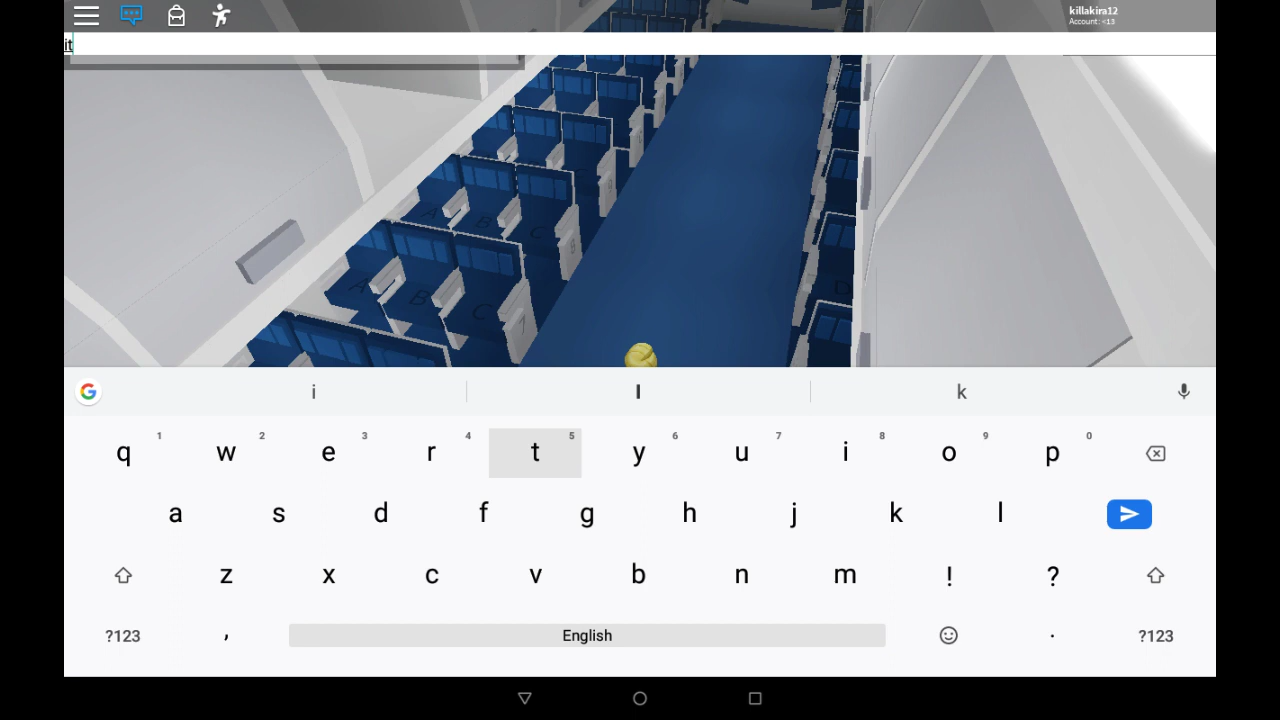 killakira12
Account: <13
it
A B C
A B C
D
i I k
q 1 w 2 e 3 r 4 t 5 y 6 u 7 i 8 o 9 p 0
a s d f g h j k l
z x c v b n m ! ?
?123 , English . ?123